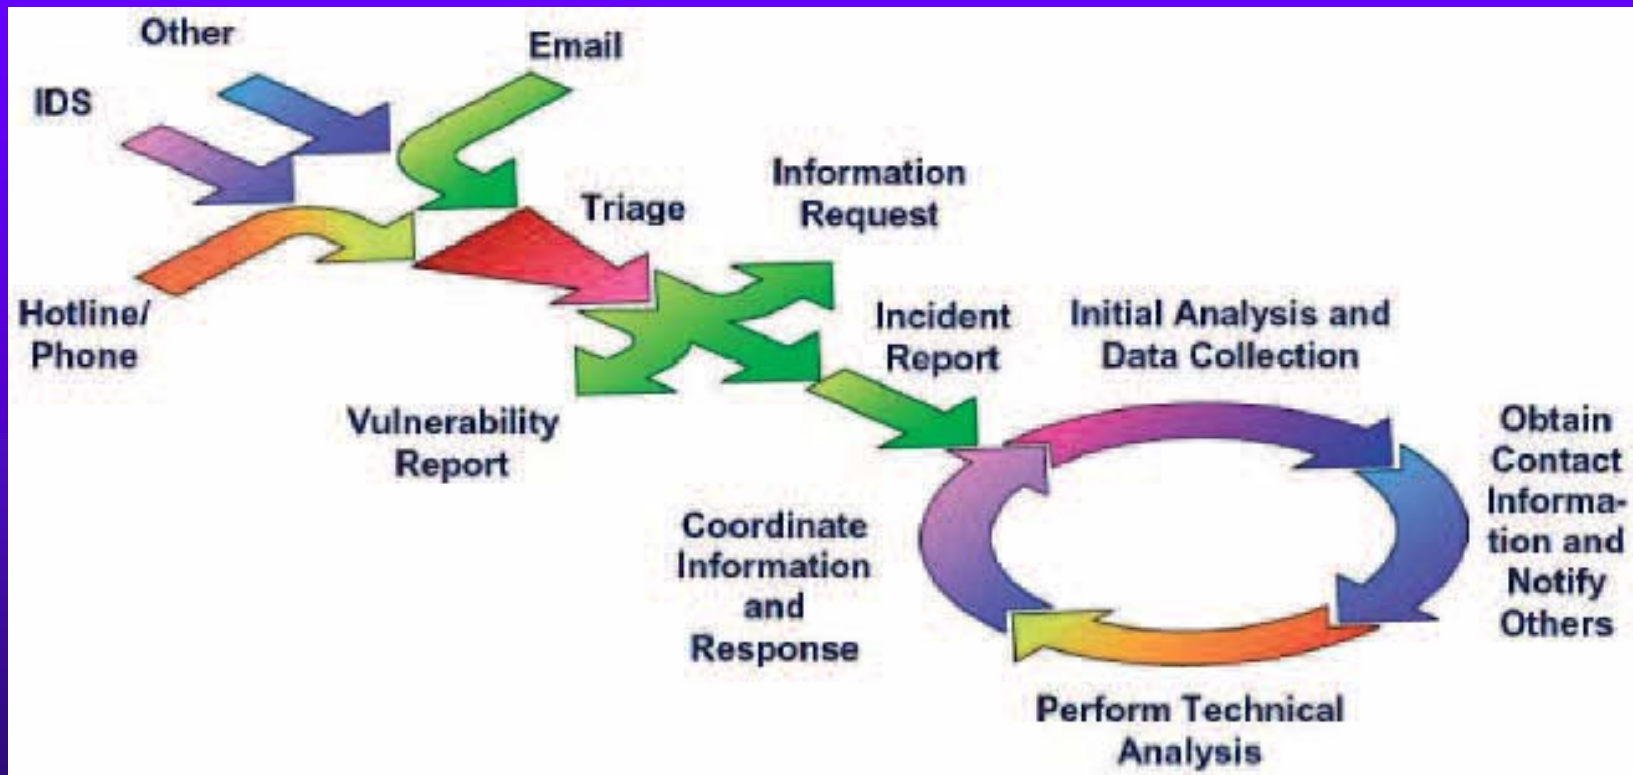 Other
Email
IDS
Information
Request
Triage
Hotline/
Phone
Incident
Report
Initial Analysis and
Data Collection
Vulnerability
Report
Obtain
Contact
Informa-
tion and
Notify
Others
Coordinate
Information
and
Response
Perform Technical
Analysis